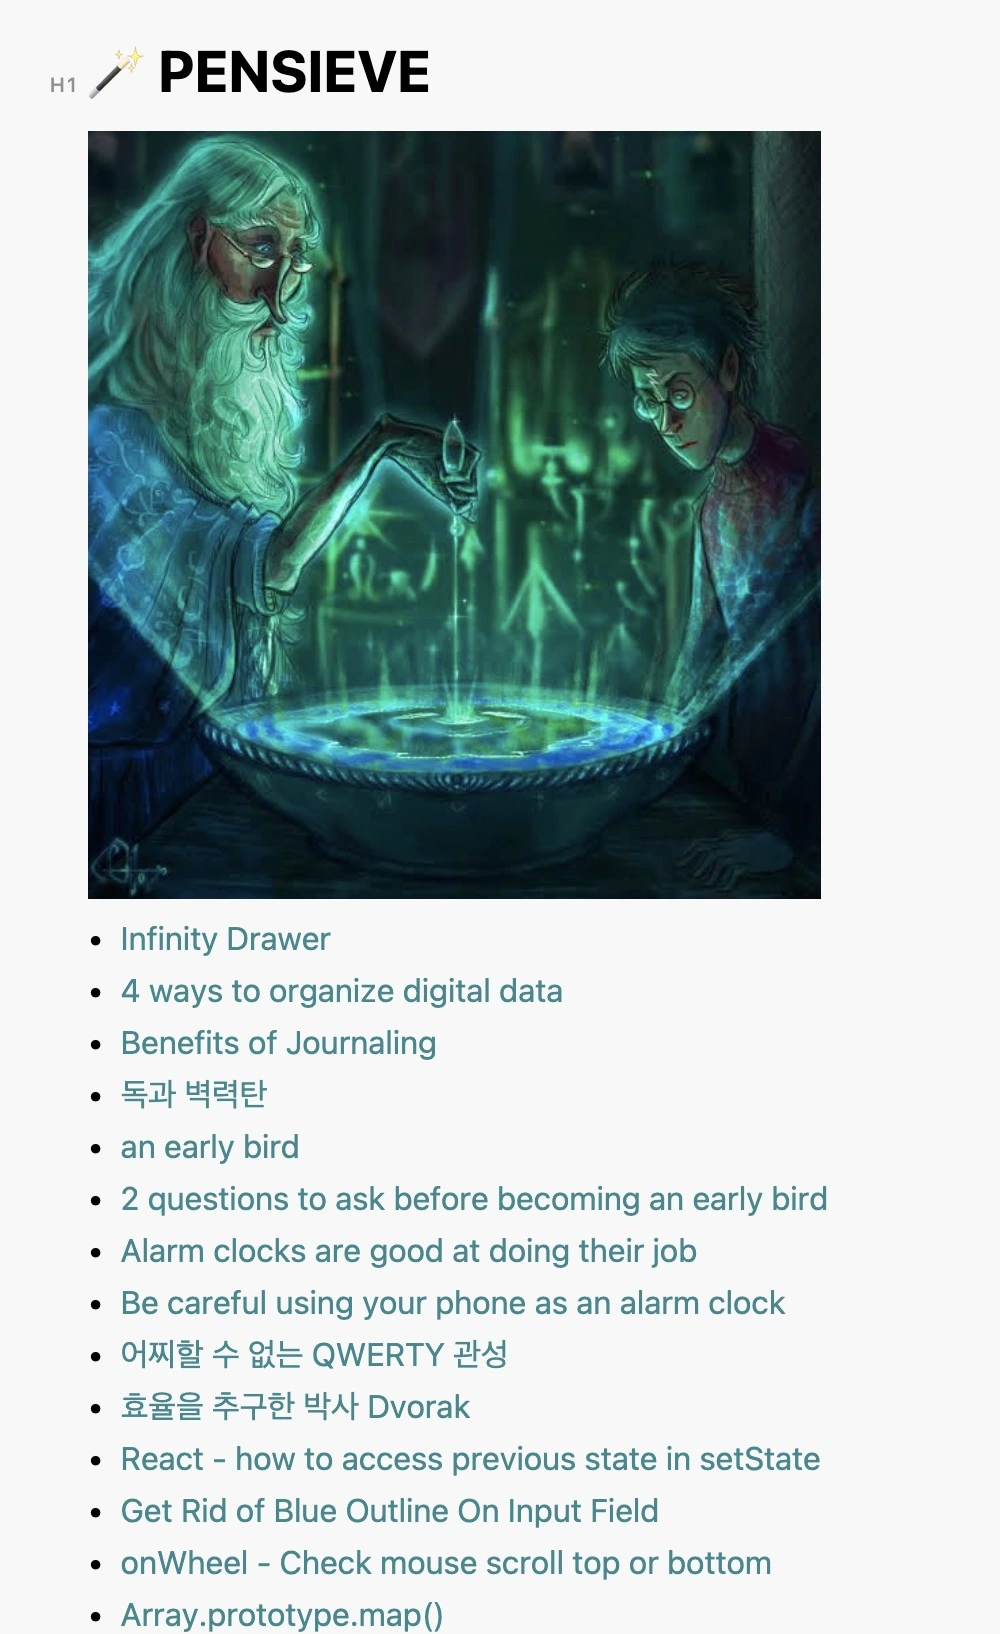 H1 🪄 PENSIEVE
Infinity Drawer
4 ways to organize digital data
Benefits of Journaling
독과 벽력탄
an early bird
2 questions to ask before becoming an early bird
Alarm clocks are good at doing their job
Be careful using your phone as an alarm clock
어찌할 수 없는 QWERTY 관성
효율을 추구한 박사 Dvorak
React - how to access previous state in setState
Get Rid of Blue Outline On Input Field
onWheel - Check mouse scroll top or bottom
Array.prototype.map()